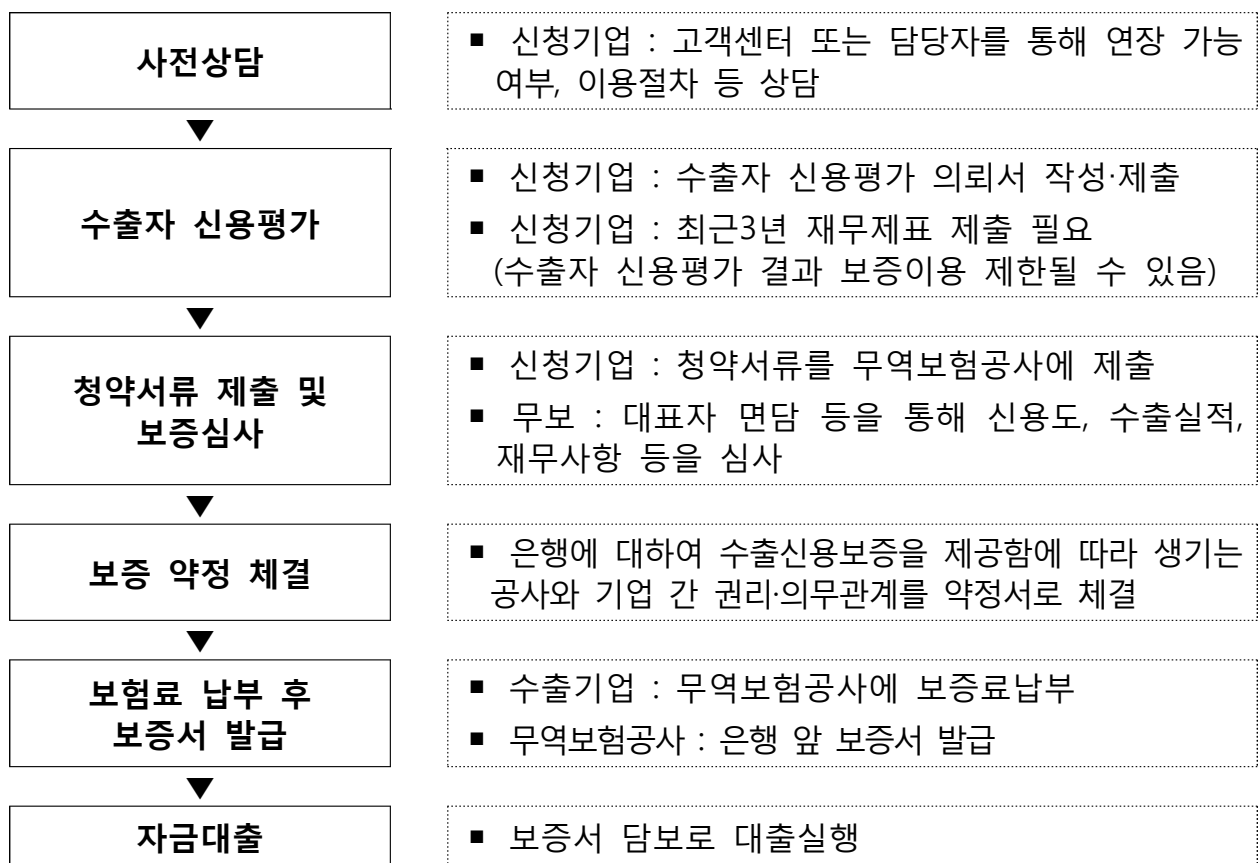 사전상담
■ 신청기업 : 고객센터 또는 담당자를 통해 연장 가능
여부, 이용절차 등 상담
▼
수출자 신용평가
■ 신청기업 : 수출자 신용평가 의뢰서 작성·제출
■ 신청기업 : 최근3년 재무제표 제출 필요
(수출자 신용평가 결과 보증이용 제한될 수 있음)
▼
청약서류 제출 및
보증심사
■ 신청기업 : 청약서류를 무역보험공사에 제출
■ 무보 : 대표자 면담 등을 통해 신용도, 수출실적,
재무사항 등을 심사
▼
보증 약정 체결
■ 은행에 대하여 수출신용보증을 제공함에 따라 생기는
공사와 기업 간 권리·의무관계를 약정서로 체결
▼
보험료 납부 후
보증서 발급
■ 수출기업 : 무역보험공사에 보증료납부
■ 무역보험공사 : 은행 앞 보증서 발급
▼
자금대출
■ 보증서 담보로 대출실행